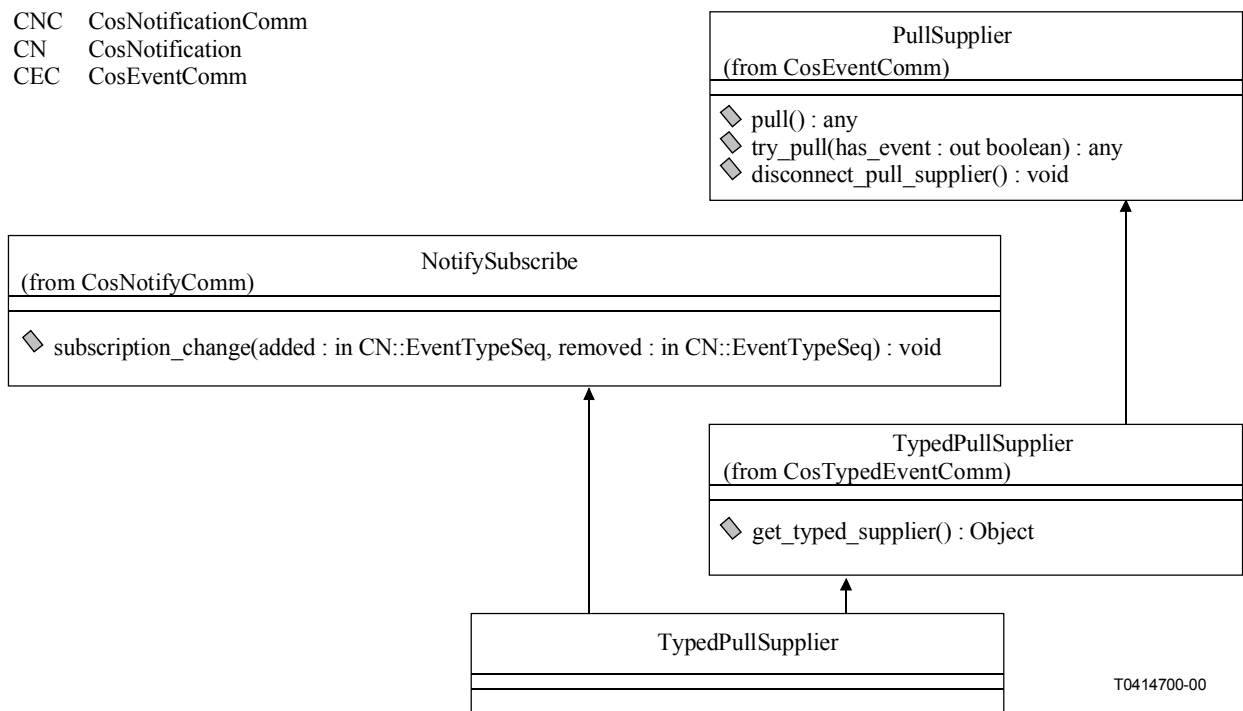 CNC CosNotificationComm
CN CosNotification
CEC CosEventComm
PullSupplier
(from CosEventComm)
pull() : any
try_pull(has_event : out boolean) : any
disconnect_pull_supplier() : void
NotifySubscribe
(from CosNotifyComm)
subscription_change(added : in CN::EventTypeSeq, removed : in CN::EventTypeSeq) : void
TypedPullSupplier
(from CosTypedEventComm)
get_typed_supplier() : Object
TypedPullSupplier
T0414700-00